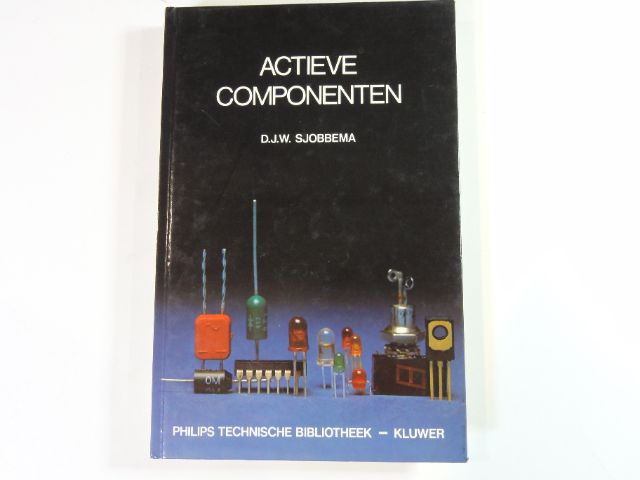 ACTIEVE
COMPONENTEN
D.J.W. SJOBBEMA
PHILIPS TECHNISCHE BIBLIOTHEEK – KLUWER